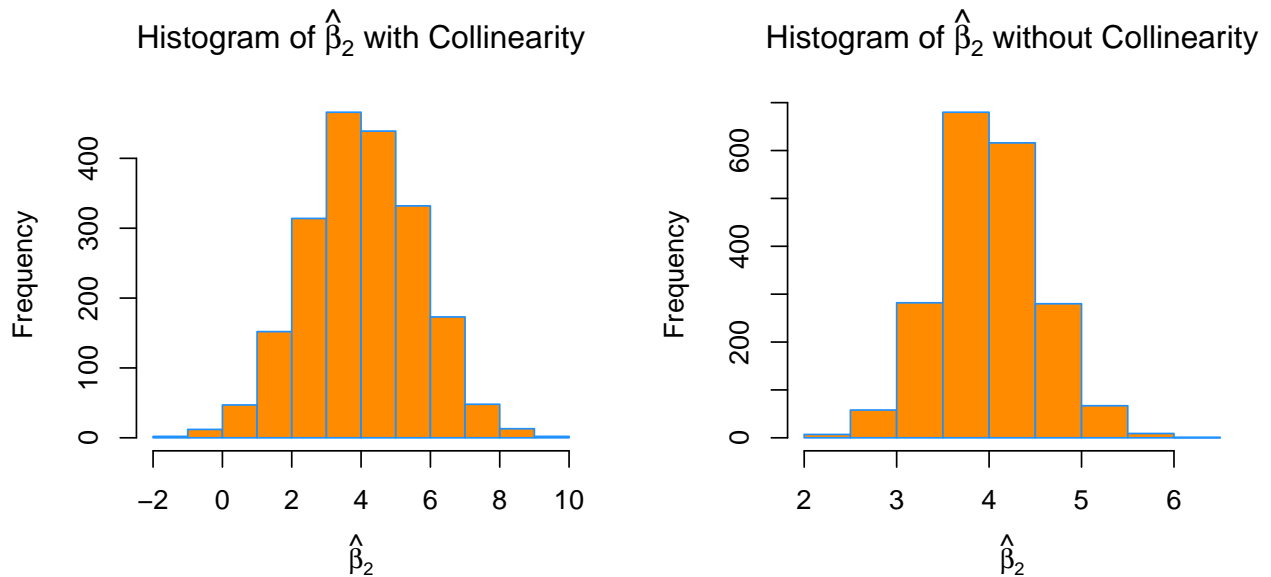 Histogram of β̂₂ with Collinearity
Frequency
400
300
200
100
0
−2 0 2 4 6 8 10
β̂₂
Histogram of β̂₂ without Collinearity
Frequency
600
400
200
0
2 3 4 5 6
β̂₂